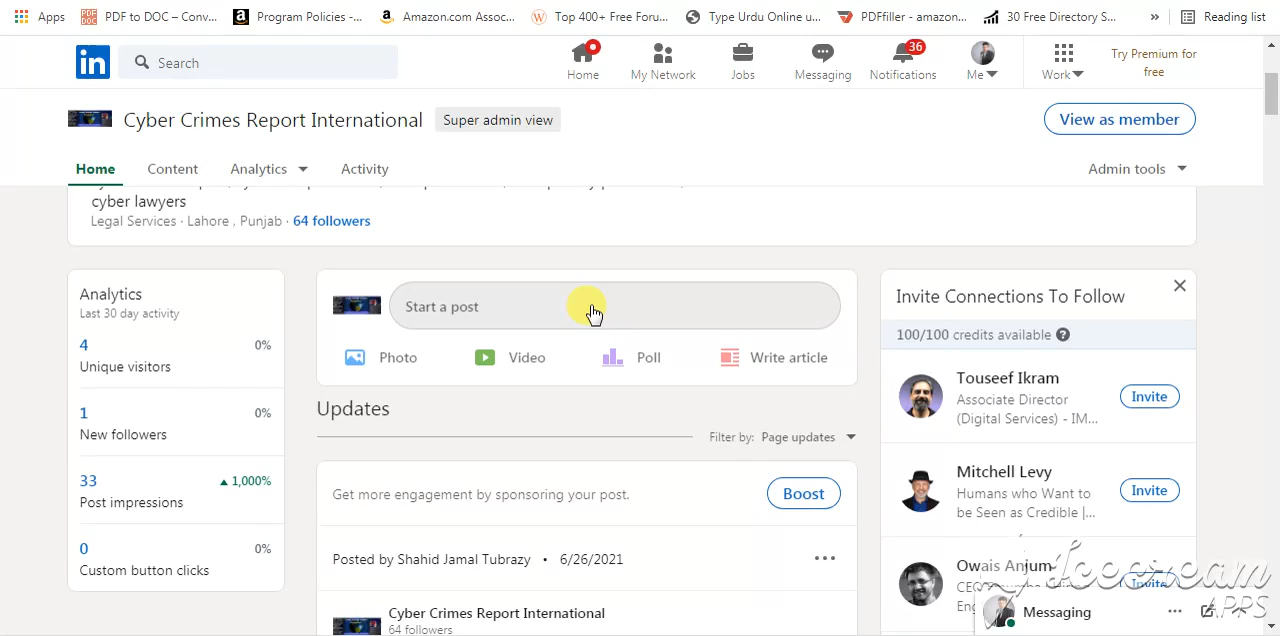 Apps PDF to DOC – Conv... Program Policies -... Amazon.com Assoc... Top 400+ Free Foru... Type Urdu Online u... PDFfiller - amazon... 30 Free Directory S... » Reading list
in Search Home My Network Jobs Messaging 36 Notifications Me Work Try Premium for free
Cyber Crimes Report International Super admin view View as member
Home Content Analytics Activity Admin tools
cyber lawyers
Legal Services · Lahore , Punjab · 64 followers
Analytics
Last 30 day activity
4 0%
Unique visitors
1 0%
New followers
33 1,000%
Post impressions
0 0%
Custom button clicks
Start a post
Photo Video Poll Write article
Updates
Filter by: Page updates
Get more engagement by sponsoring your post. Boost
Posted by Shahid Jamal Tubrazy • 6/26/2021
Cyber Crimes Report International
64 followers
Invite Connections To Follow
100/100 credits available
Touseef Ikram
Associate Director
(Digital Services) - IM...
Invite
Mitchell Levy
Humans who Want to
be Seen as Credible |...
Invite
Owais Anjum
Invite
Messaging
APPS